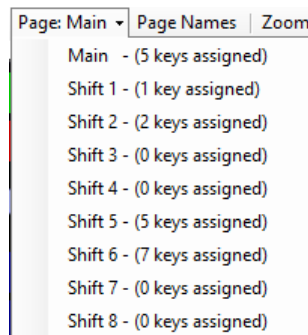 Page: Main Page Names Zoom
Main - (5 keys assigned)
Shift 1 - (1 key assigned)
Shift 2 - (2 keys assigned)
Shift 3 - (0 keys assigned)
Shift 4 - (0 keys assigned)
Shift 5 - (5 keys assigned)
Shift 6 - (7 keys assigned)
Shift 7 - (0 keys assigned)
Shift 8 - (0 keys assigned)